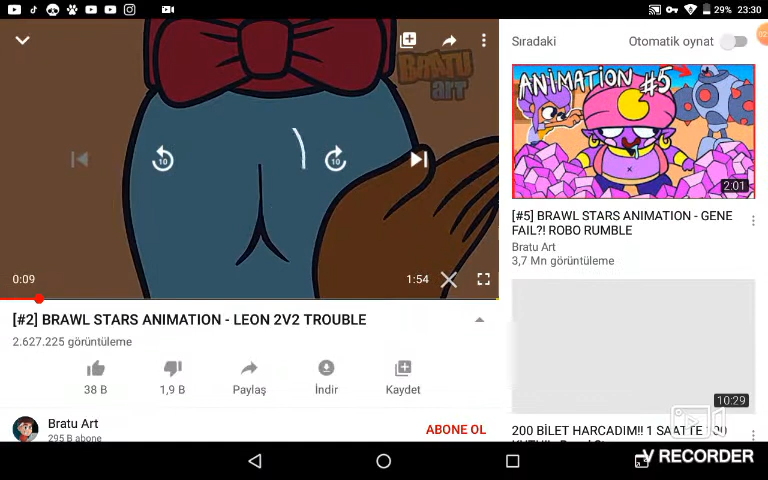 29% 23:30
BRATU
ART
10
10
0:09
1:54
[#2] BRAWL STARS ANIMATION - LEON 2V2 TROUBLE
2.627.225 görüntüleme
38 B
1,9 B
Paylaş
İndir
Kaydet
Bratu Art
295 B abone
ABONE OL
Sıradaki
Otomatik oynat
ANIMATION #5
2:01
[#5] BRAWL STARS ANIMATION - GENE
FAIL?! ROBO RUMBLE
Bratu Art
3,7 Mn görüntüleme
10:29
200 BİLET HARCADIM!! 1 SAATTE
V RECORDER